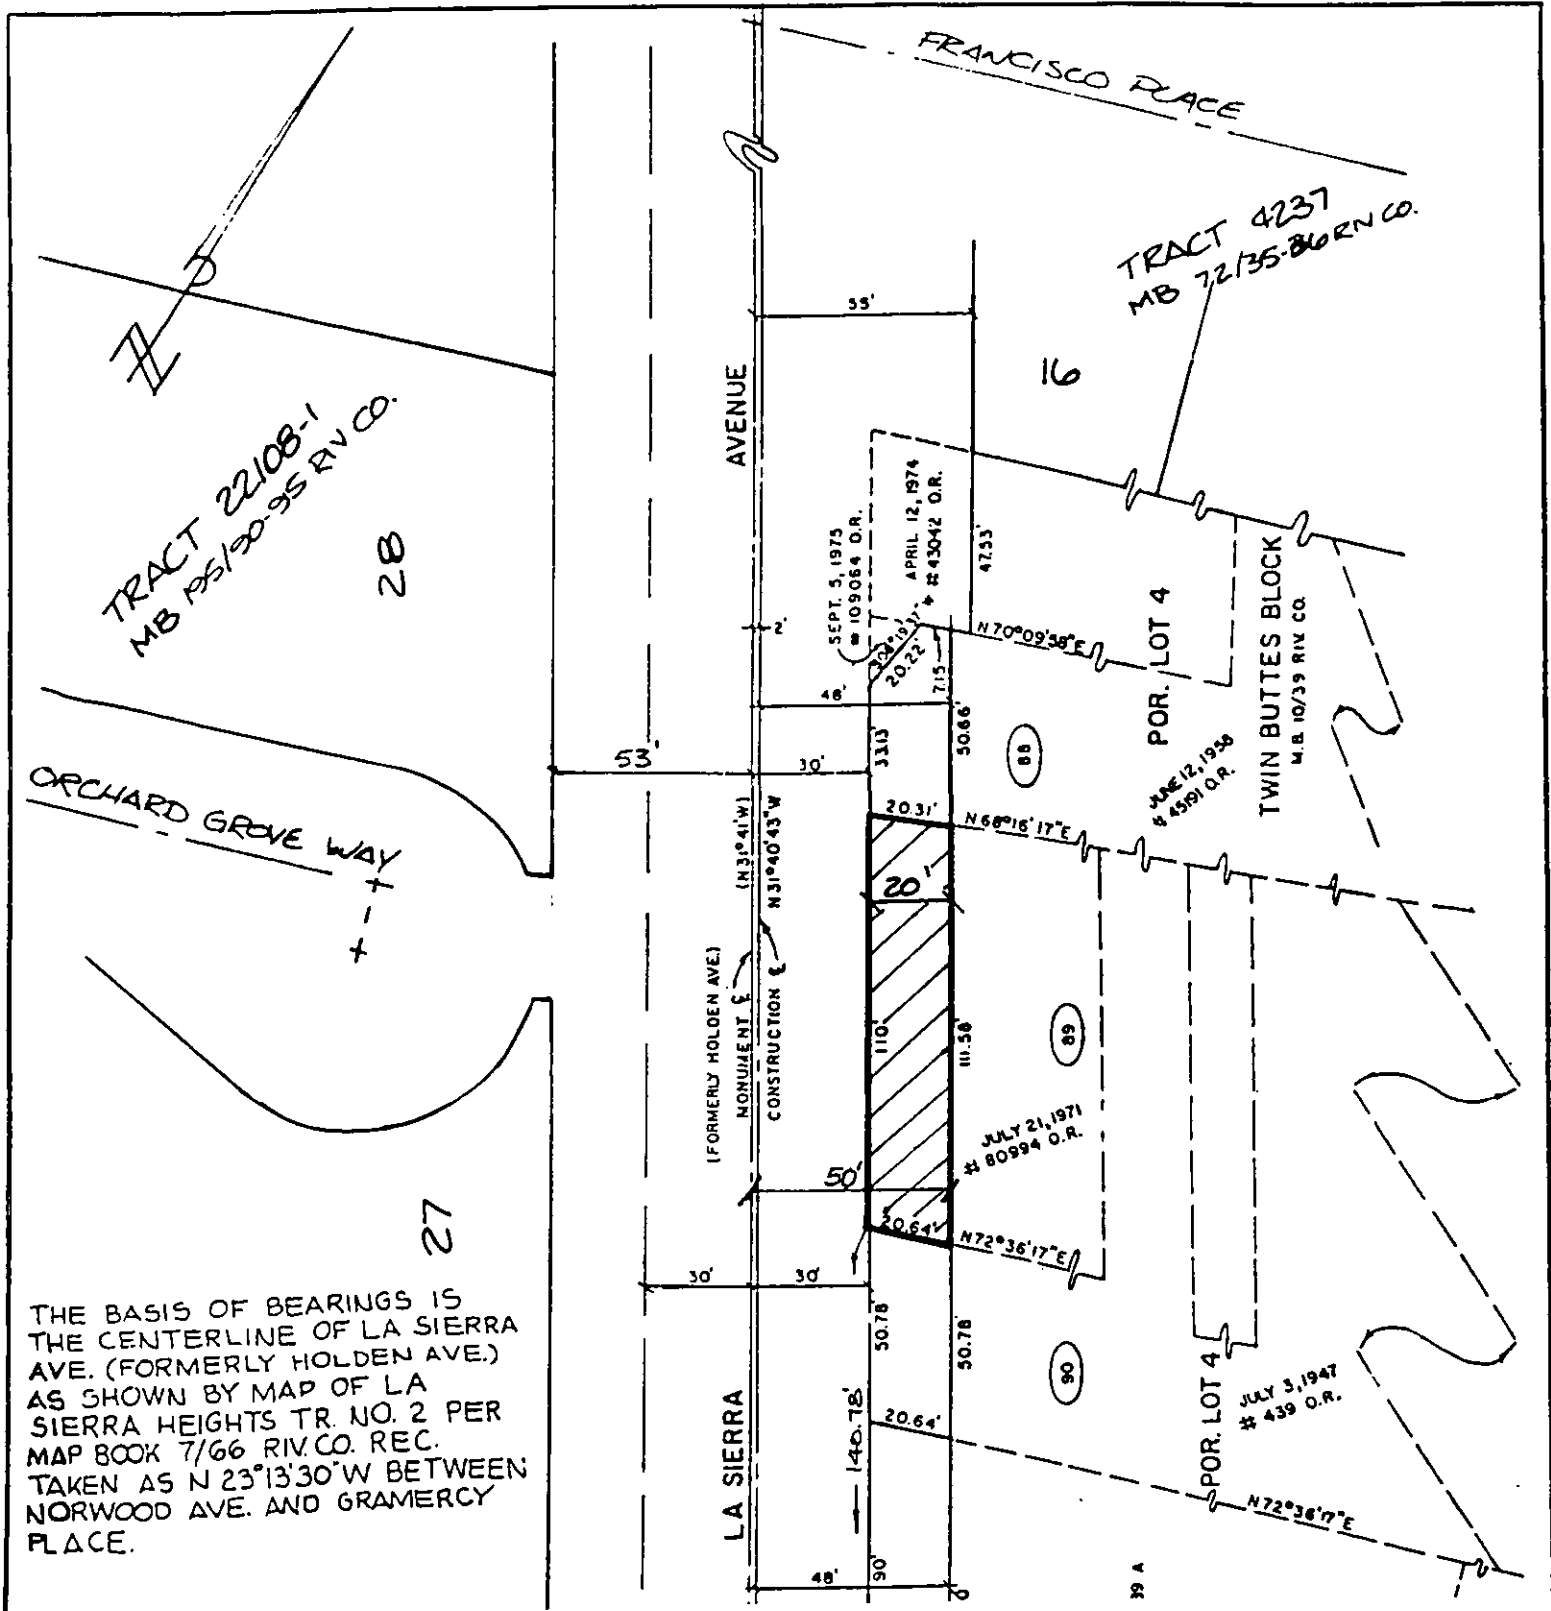 FRANCISCO PLACE
TRACT 4237
MB 72/35-36 RIV CO.
N
55'
16
TRACT 22108-1
MB 195/90-95 RIV CO.
28
AVENUE
SEPT. 5, 1975
# 109064 O.R.
APRIL 12, 1974
# 43042 O.R.
47.53'
2'
20.22'
7.15'
N 70°09'58"E
POR. LOT 4
TWIN BUTTES BLOCK
M.B. 10/39 RIV. CO.
48'
33.13'
50.66'
88
JUNE 12, 1958
# 45191 O.R.
53'
30'
ORCHARD GROVE WAY
(N31°41'W)
N31°40'43"W
20.31'
N 68°16'17"E
20'
(FORMERLY HOLDEN AVE.)
MONUMENT ℄
CONSTRUCTION ℄
110'
111.58'
89
JULY 21, 1971
# 80994 O.R.
50'
20.64'
N72°36'17"E
27
30'
30'
50.78'
50.78'
90
THE BASIS OF BEARINGS IS
THE CENTERLINE OF LA SIERRA
AVE. (FORMERLY HOLDEN AVE.)
AS SHOWN BY MAP OF LA
SIERRA HEIGHTS TR. NO. 2 PER
MAP BOOK 7/66 RIV. CO. REC.
TAKEN AS N 23°13'30"W BETWEEN
NORWOOD AVE. AND GRAMERCY
PLACE.
LA SIERRA
140.78'
20.64'
POR. LOT 4
JULY 3, 1947
# 439 O.R.
N72°36'17"E
48'
90'
39 A